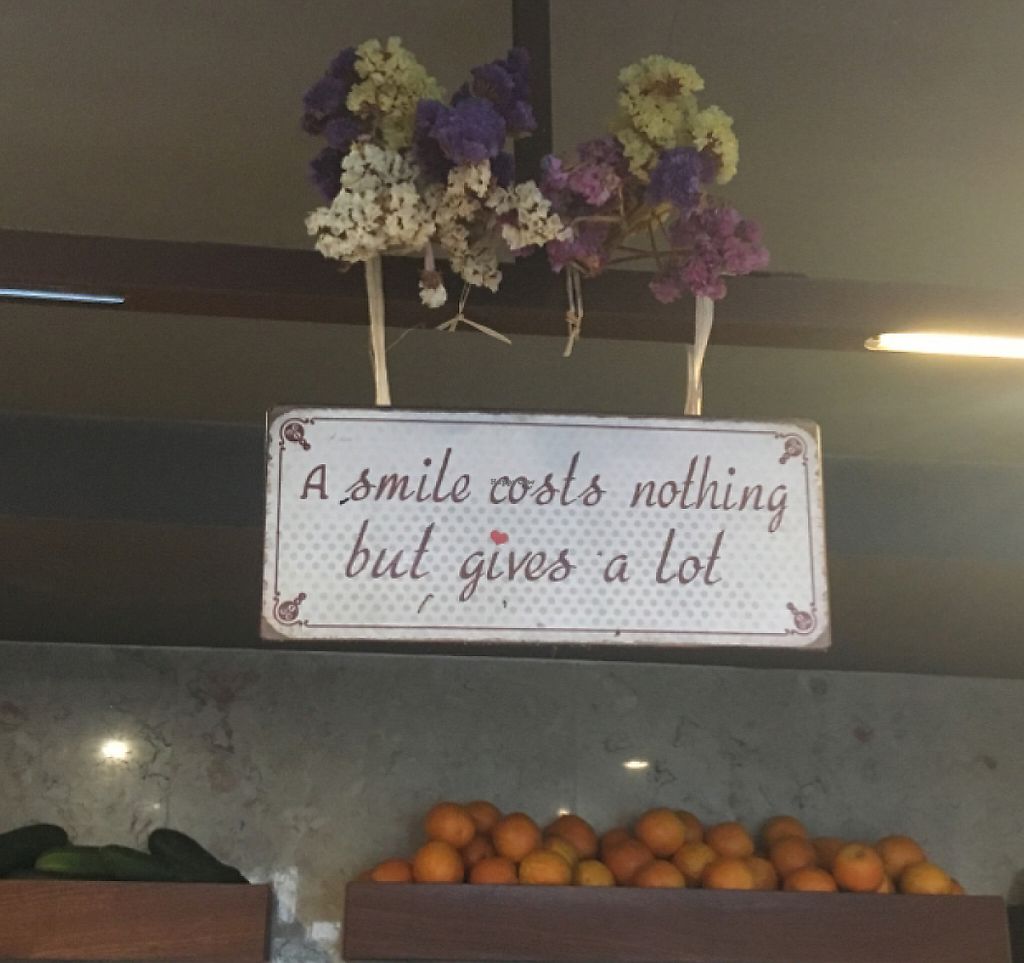 A smile costs nothing
but gives a lot